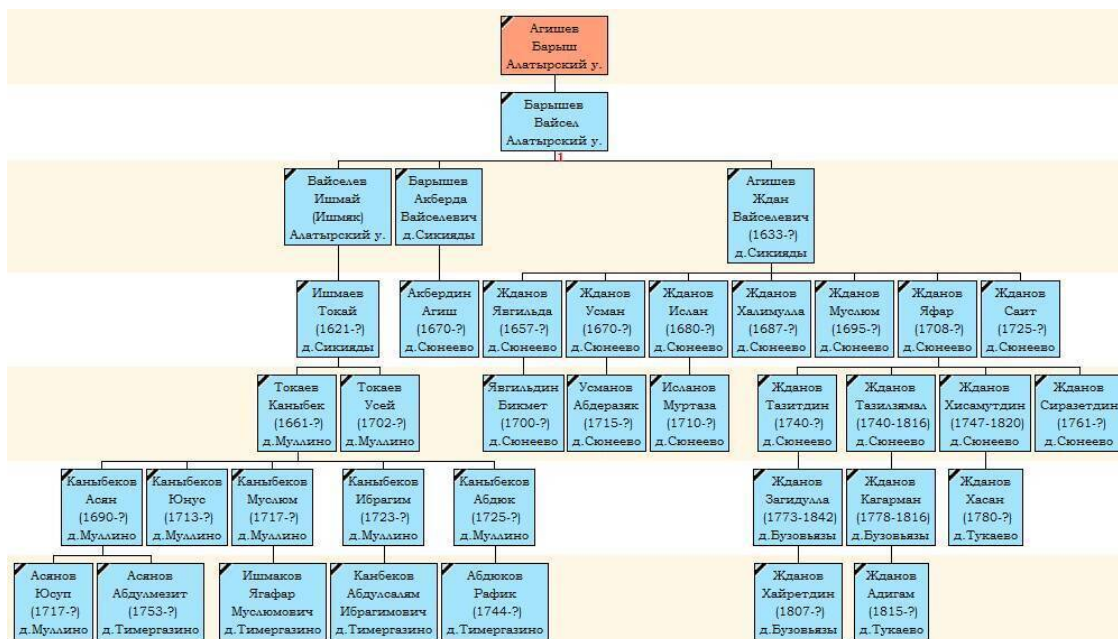 Агишев
Барыш
Алатырский у.
Барышев
Вайсел
Алатырский у.
1
Вайселев
Ишмай
(Ишмяк)
Алатырский у.
Барышев
Акберда
Вайселевич
д.Сикияды
Агишев
Ждан
Вайселевич
(1633-?)
д.Сикияды
Ишмаев
Токай
(1621-?)
д.Сикияды
Акбердин
Агиш
(1670-?)
д.Сюнеево
Жданов
Явгильда
(1657-?)
д.Сюнеево
Жданов
Усман
(1670-?)
д.Сюнеево
Жданов
Ислан
(1680-?)
д.Сюнеево
Жданов
Халимулла
(1687-?)
д.Сюнеево
Жданов
Муслюм
(1695-?)
д.Сюнеево
Жданов
Яфар
(1708-?)
д.Сюнеево
Жданов
Саит
(1725-?)
д.Сюнеево
Токаев
Каныбек
(1661-?)
д.Муллино
Токаев
Усей
(1702-?)
д.Муллино
Явгильдин
Бикмет
(1700-?)
д.Сюнеево
Усманов
Абдеразяк
(1715-?)
д.Сюнеево
Исланов
Муртаза
(1710-?)
д.Сюнеево
Жданов
Тазитдин
(1740-?)
д.Сюнеево
Жданов
Тазилзямал
(1740-1816)
д.Сюнеево
Жданов
Хисамутдин
(1747-1820)
д.Сюнеево
Жданов
Сиразетдин
(1761-?)
д.Сюнеево
Каныбеков
Асян
(1690-?)
д.Муллино
Каныбеков
Юнус
(1713-?)
д.Муллино
Каныбеков
Муслюм
(1717-?)
д.Муллино
Каныбеков
Ибрагим
(1723-?)
д.Муллино
Каныбеков
Абдюк
(1725-?)
д.Муллино
Жданов
Загидулла
(1773-1842)
д.Бузовьязы
Жданов
Кагарман
(1778-1816)
д.Бузовьязы
Жданов
Хасан
(1780-?)
д.Тукаево
Асянов
Юсуп
(1717-?)
д.Муллино
Асянов
Абдулмезит
(1753-?)
д.Тимергазино
Ишмаков
Ягафар
Муслюмович
д.Тимергазино
Канбеков
Абдулсалям
Ибрагимович
д.Тимергазино
Абдюков
Рафик
(1744-?)
д.Тимергазино
Жданов
Хайретдин
(1807-?)
д.Бузовьязы
Жданов
Адигам
(1815-?)
д.Тукаево